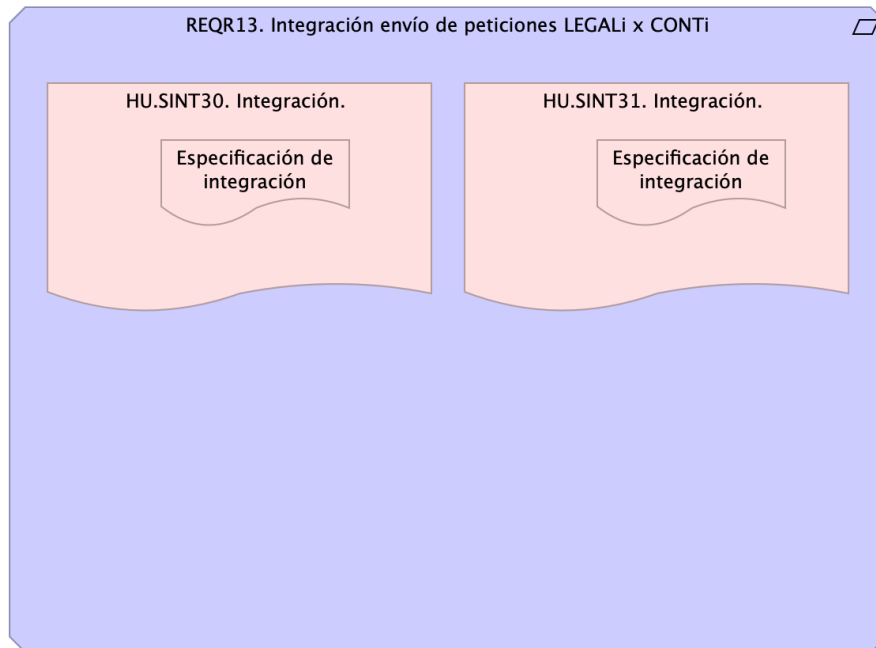 REQR13. Integración envío de peticiones LEGALi x CONTi
HU.SINT30. Integración.
Especificación de
integración
HU.SINT31. Integración.
Especificación de
integración